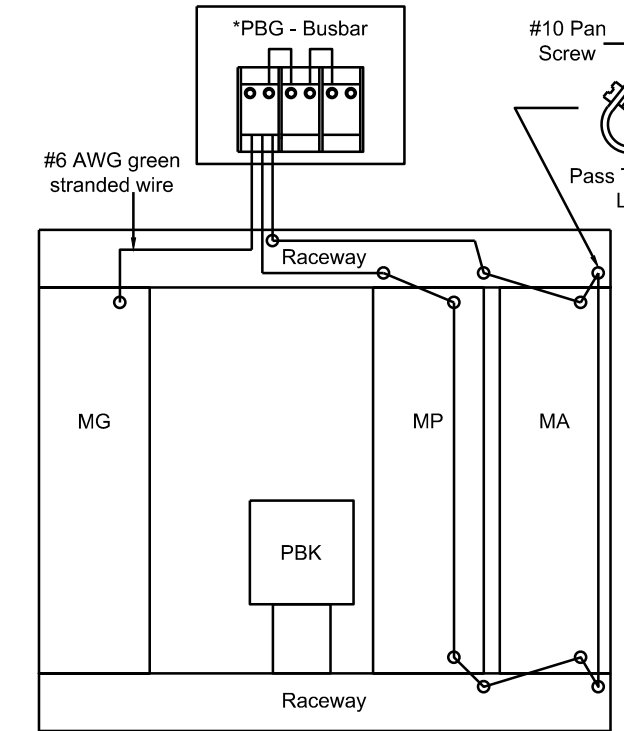 *PBG - Busbar
#10 Pan
Screw
#6 AWG green
stranded wire
Pass
L
Raceway
MG
MP
MA
PBK
Raceway